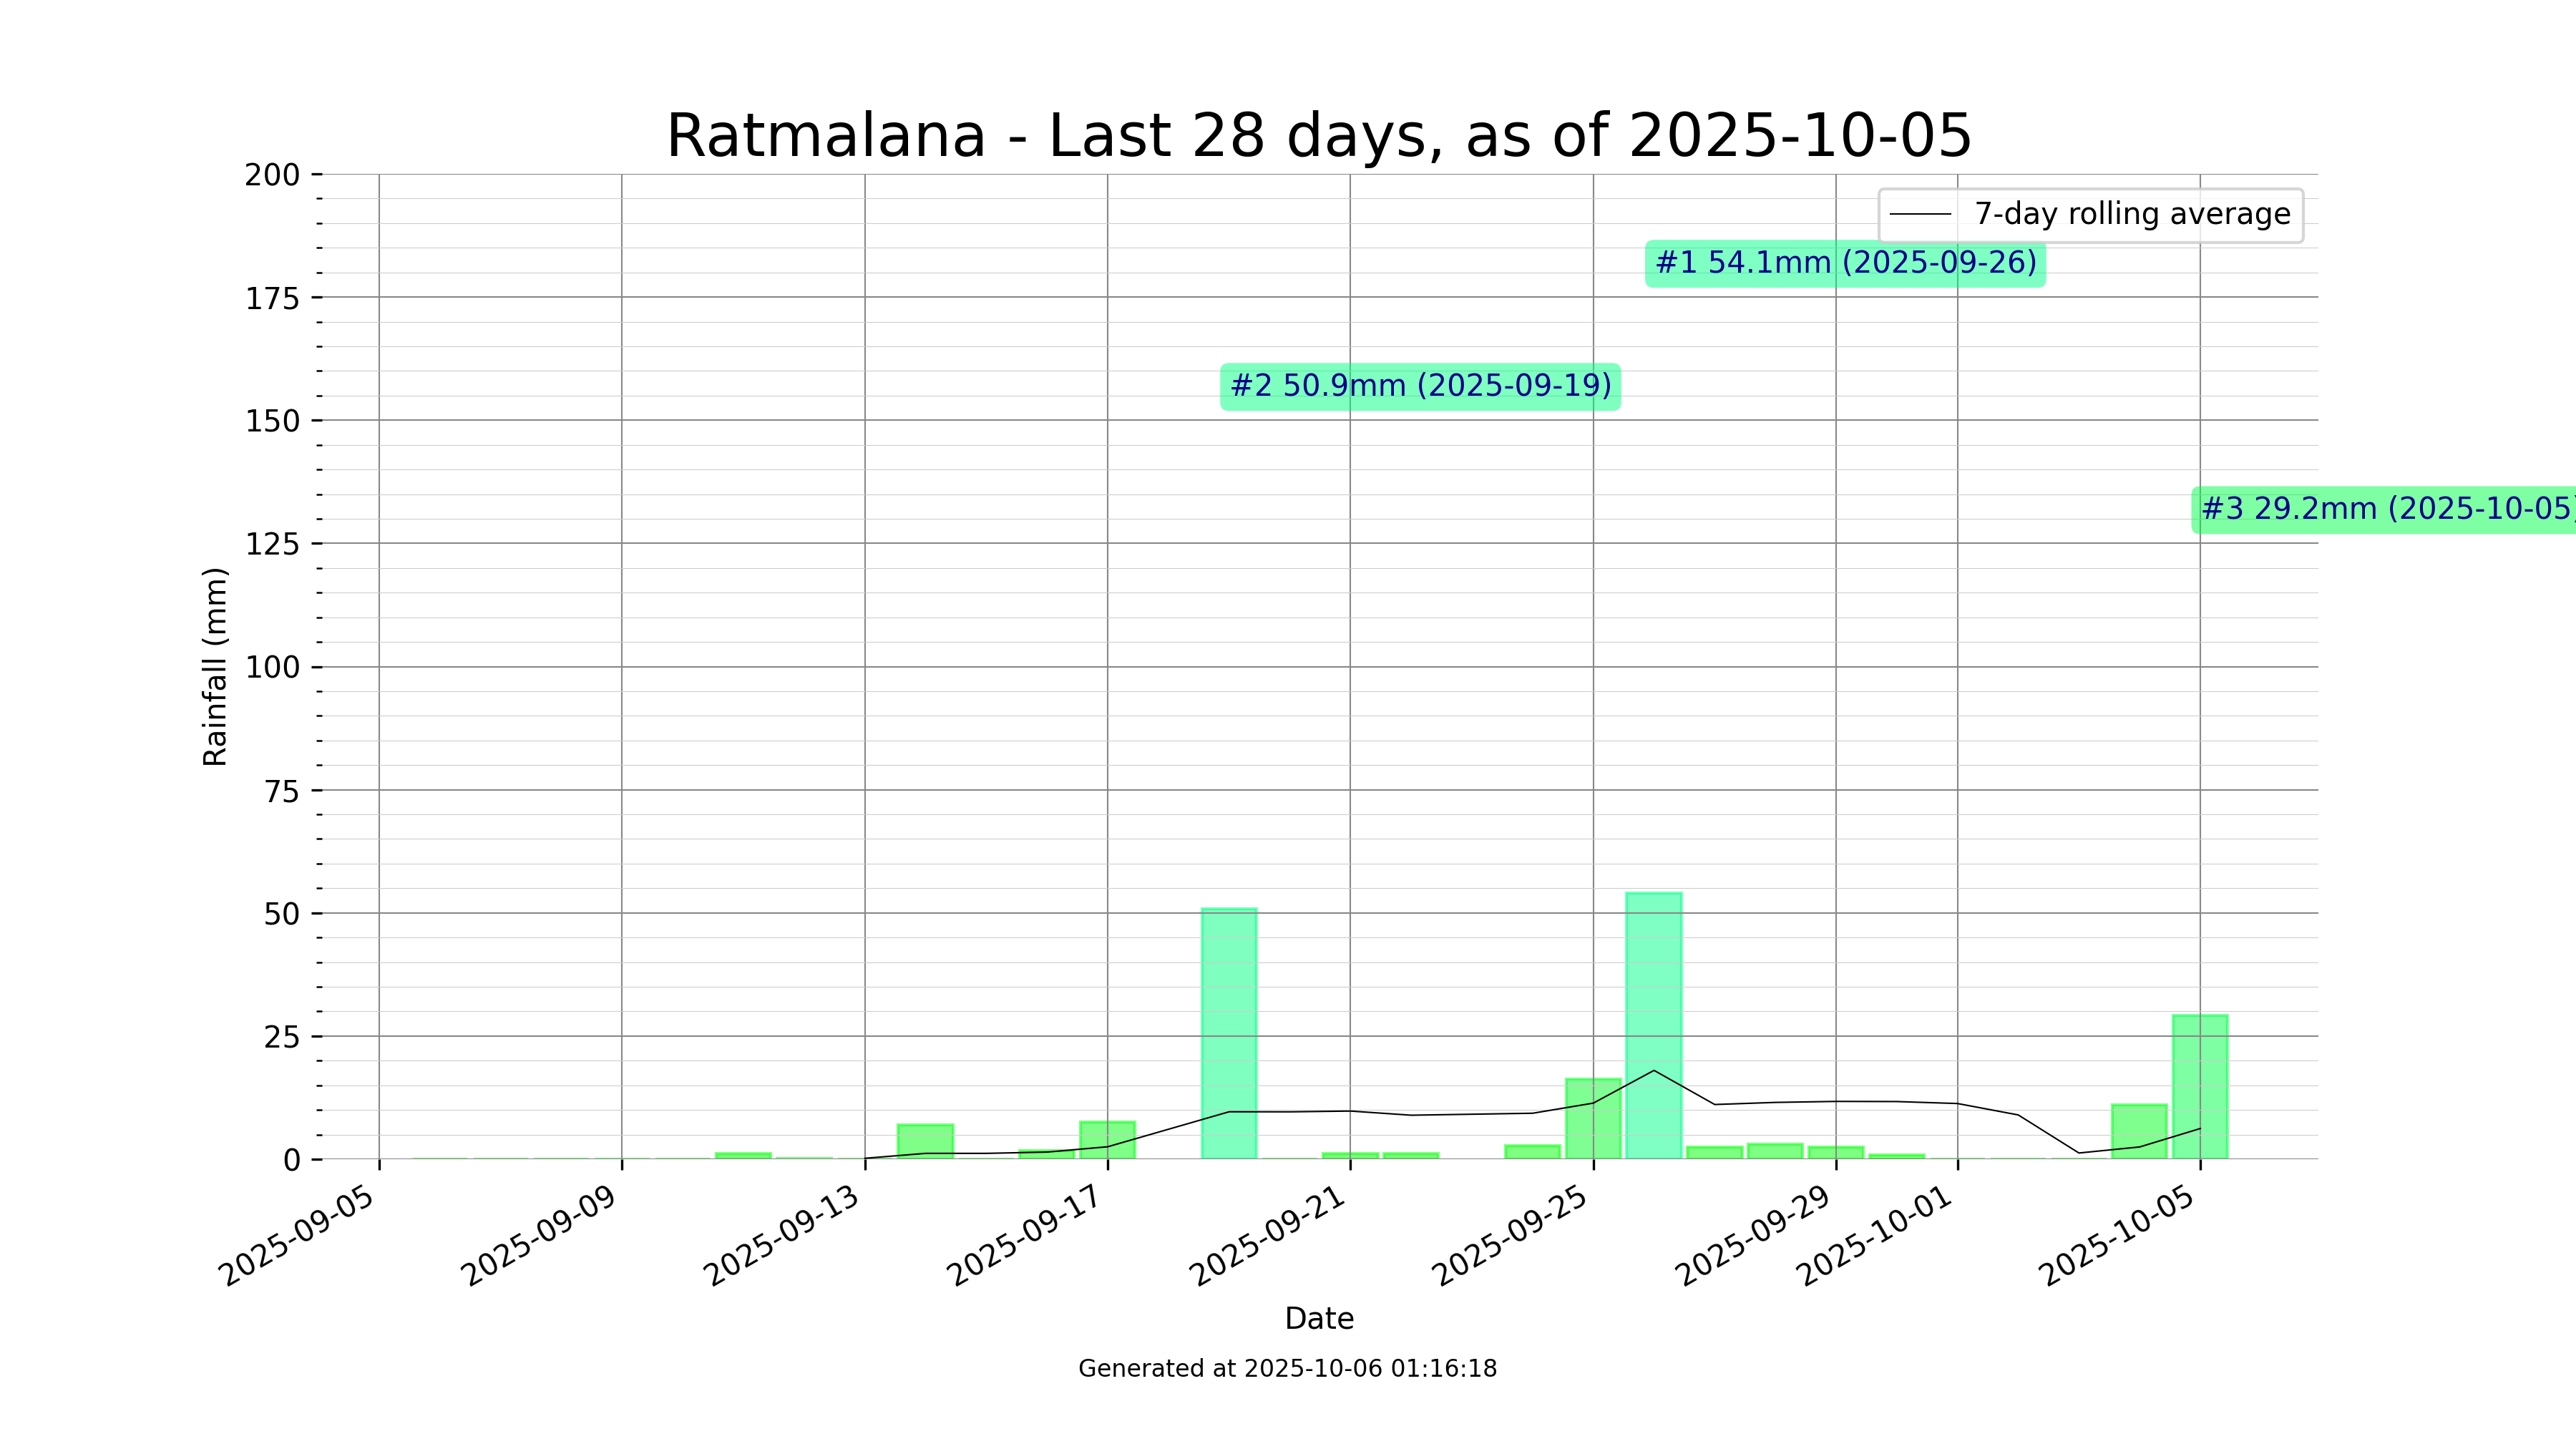 Ratmalana - Last 28 days, as of 2025-10-05
200
175
150
125
100
75
50
25
0
Rainfall (mm)
7-day rolling average
#1 54.1mm (2025-09-26)
#2 50.9mm (2025-09-19)
#3 29.2mm (2025-10-05)
2025-09-05
2025-09-09
2025-09-13
2025-09-17
2025-09-21
2025-09-25
2025-09-29
2025-10-01
2025-10-05
Date
Generated at 2025-10-06 01:16:18